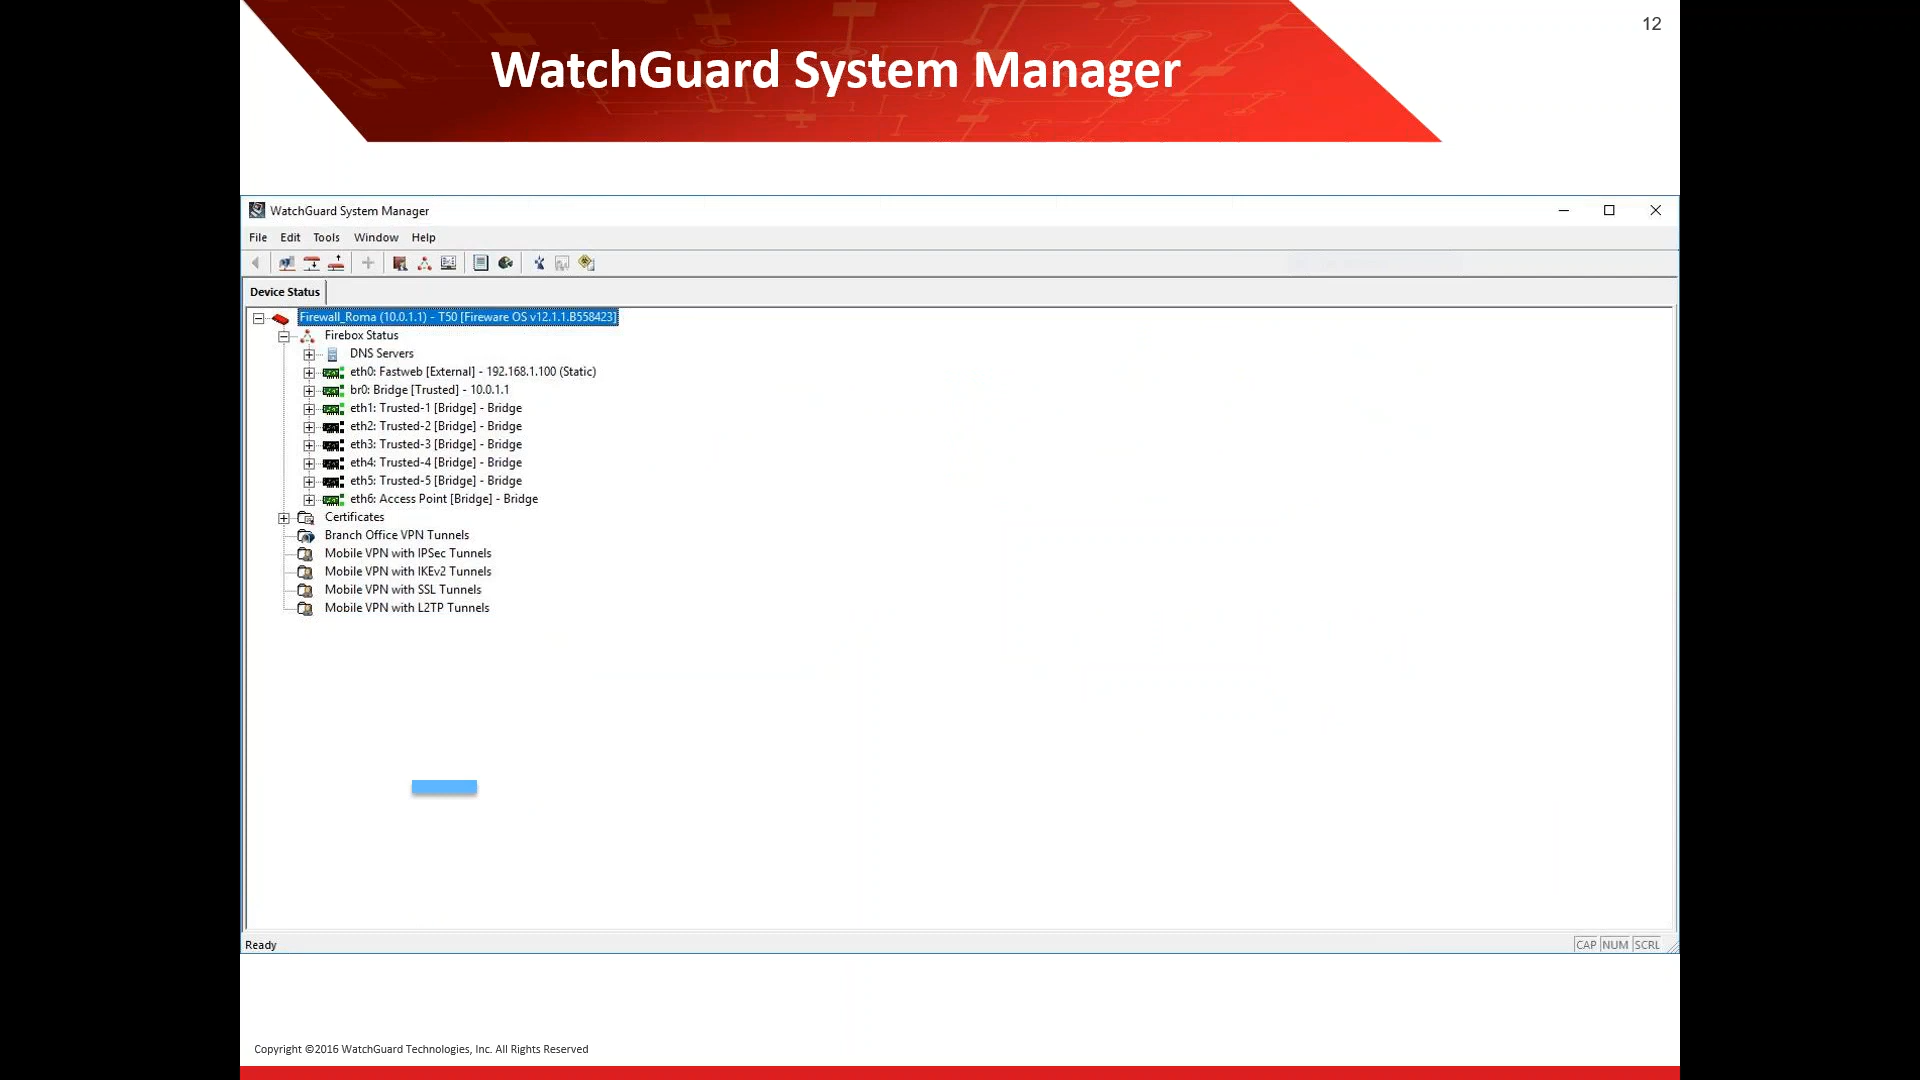 12
WatchGuard System Manager
WatchGuard System Manager
File Edit Tools Window Help
Device Status
Firewall_Roma (10.0.1.1) - T50 [Fireware OS v12.1.1.B558423]
Firebox Status
DNS Servers
eth0: Fastweb [External] - 192.168.1.100 (Static)
br0: Bridge [Trusted] - 10.0.1.1
eth1: Trusted-1 [Bridge] - Bridge
eth2: Trusted-2 [Bridge] - Bridge
eth3: Trusted-3 [Bridge] - Bridge
eth4: Trusted-4 [Bridge] - Bridge
eth5: Trusted-5 [Bridge] - Bridge
eth6: Access Point [Bridge] - Bridge
Certificates
Branch Office VPN Tunnels
Mobile VPN with IPSec Tunnels
Mobile VPN with IKEv2 Tunnels
Mobile VPN with SSL Tunnels
Mobile VPN with L2TP Tunnels
Ready CAP NUM SCRL
Copyright ©2016 WatchGuard Technologies, Inc. All Rights Reserved